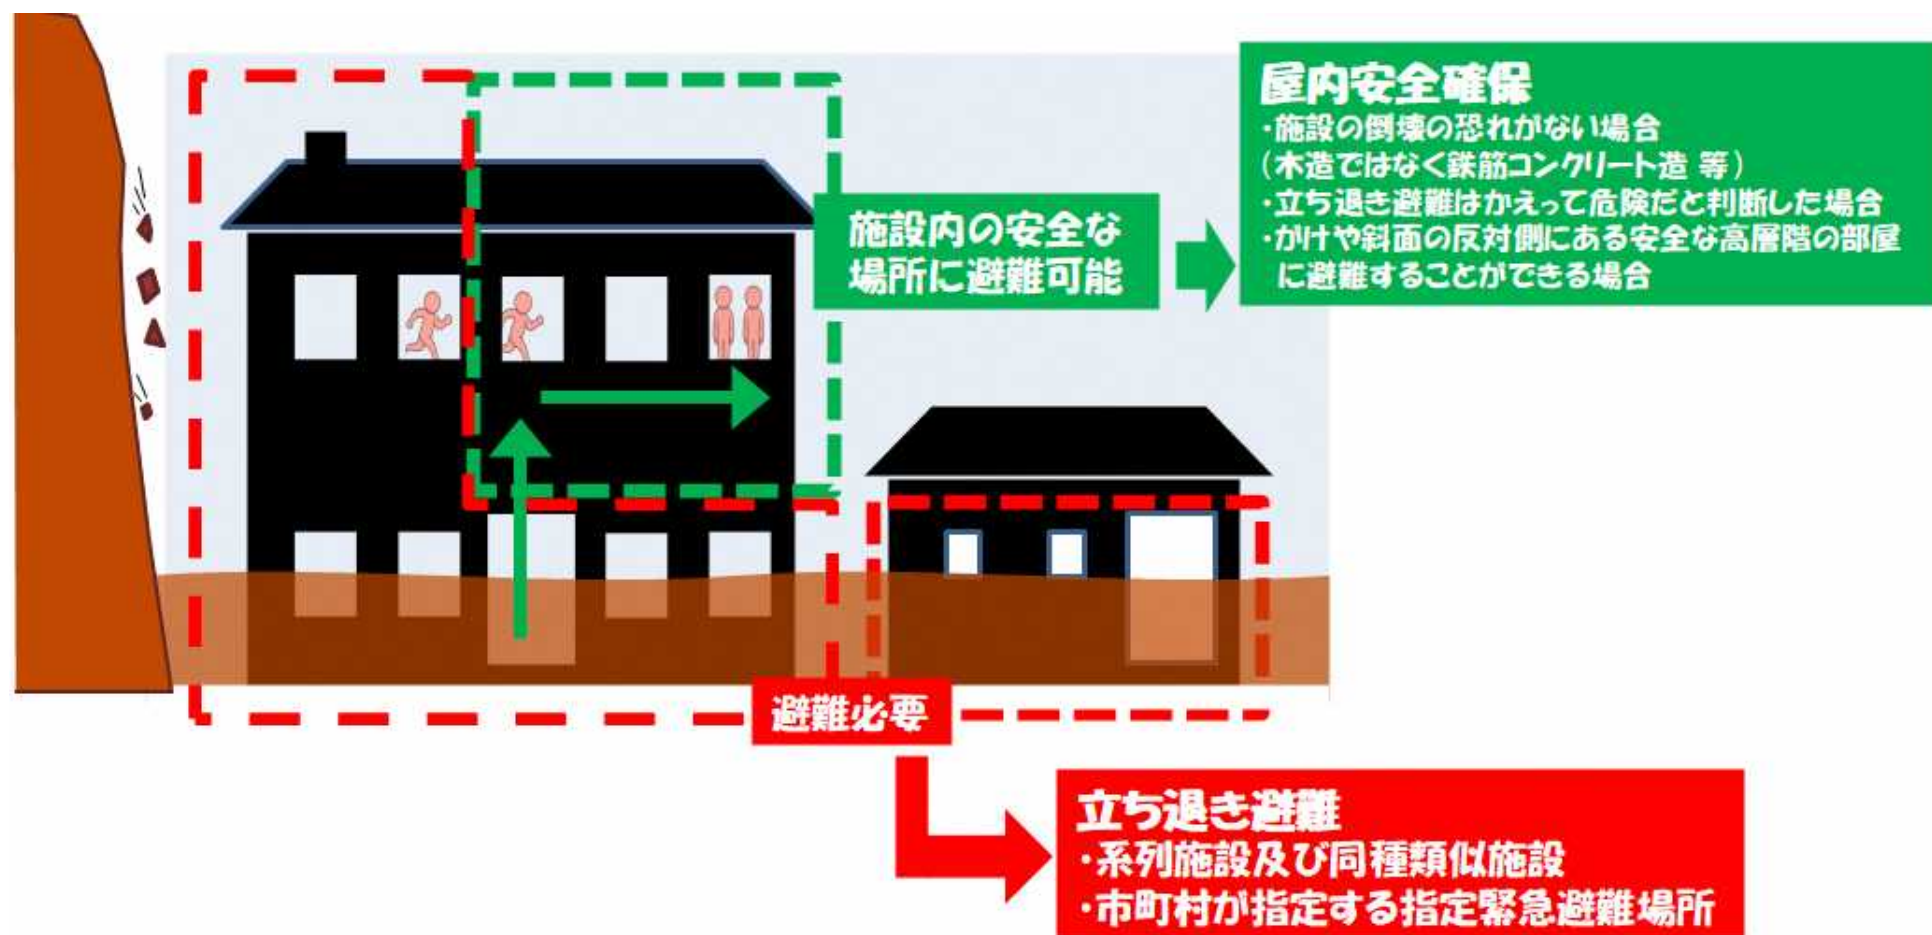 屋内安全確保
・施設の倒壊の恐れがない場合
(木造ではなく鉄筋コンクリート造 等)
・立ち退き避難はかえって危険だと判断した場合
・がけや斜面の反対側にある安全な高層階の部屋
に避難することができる場合
施設内の安全な
場所に避難可能
避難必要
立ち退き避難
・系列施設及び同種類似施設
・市町村が指定する指定緊急避難場所